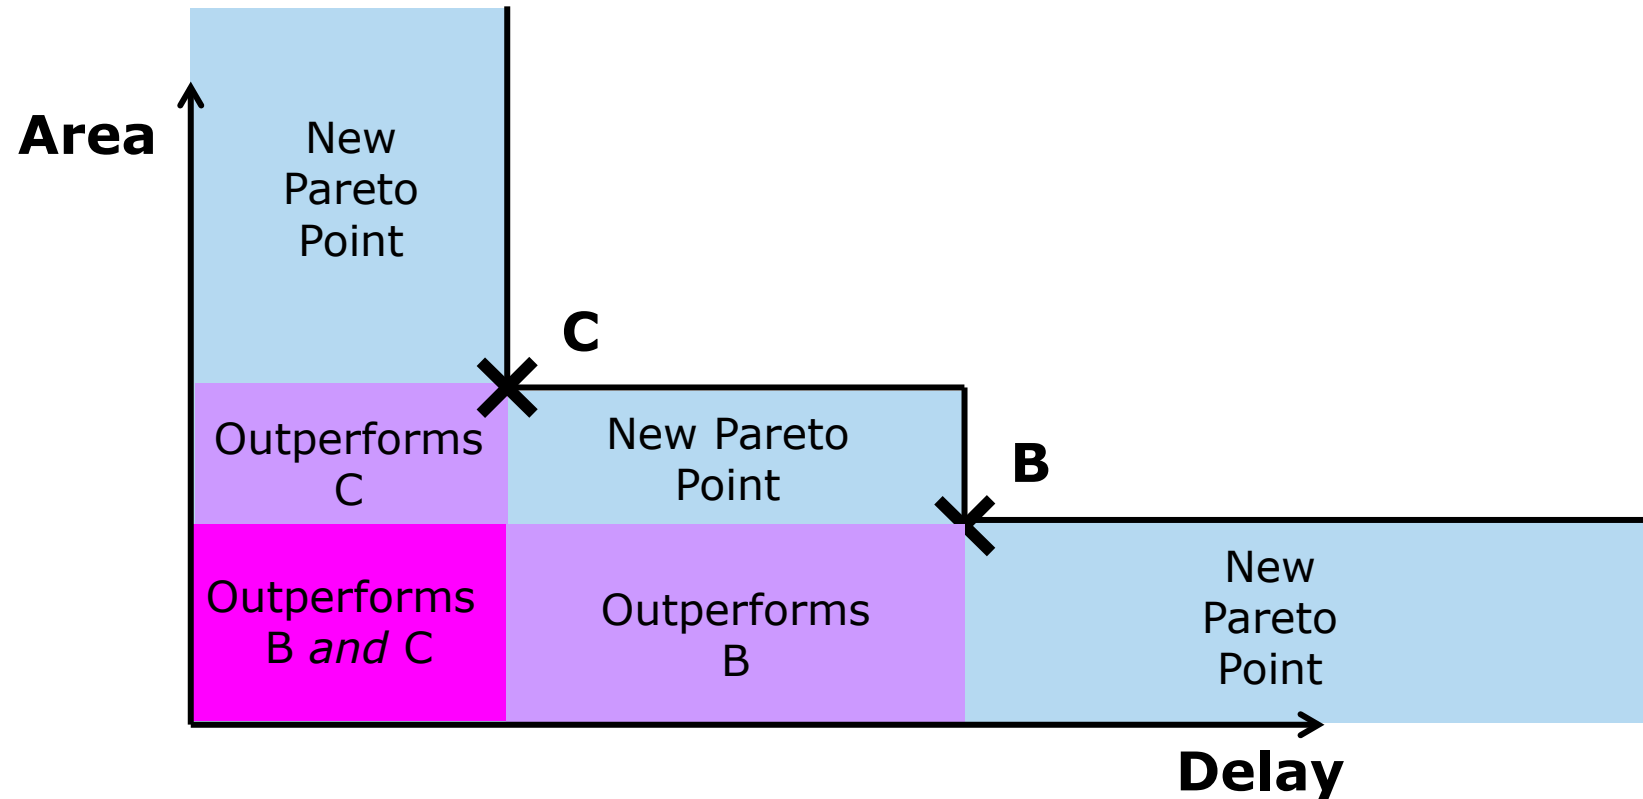 Area
New
Pareto
Point
C
Outperforms
C
New Pareto
Point
B
Outperforms
B and C
Outperforms
B
New
Pareto
Point
Delay